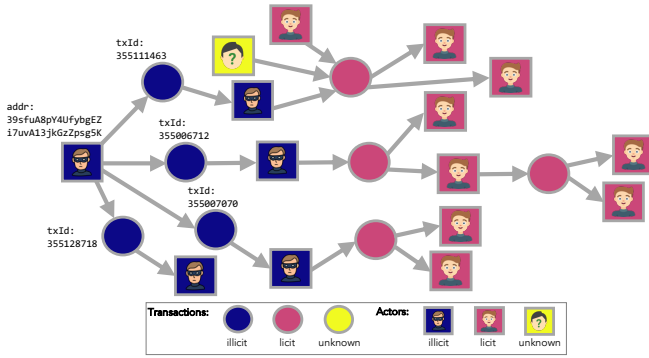 txId:
355111463
addr:
39sfuA8pY4UfybgEZ
i7uvA13jkGzZpsg5K
txId:
355006712
txId:
355007070
txId:
355128718
?
Transactions:
illicit
licit
unknown
Actors:
illicit
licit
?
unknown